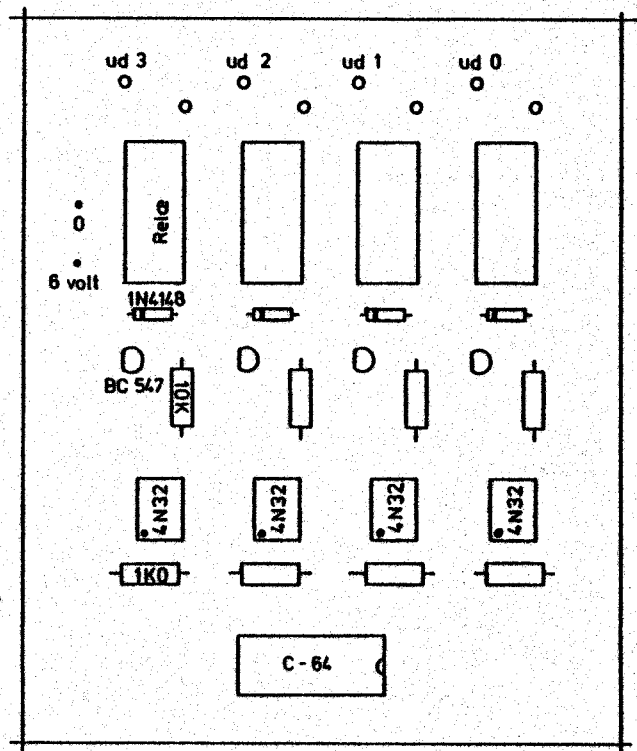 ud 3 ud 2 ud 1 ud 0
Relæ
0
6 volt
1N4148
BC 547
10K
4N32 4N32 4N32 4N32
1K0
C - 64